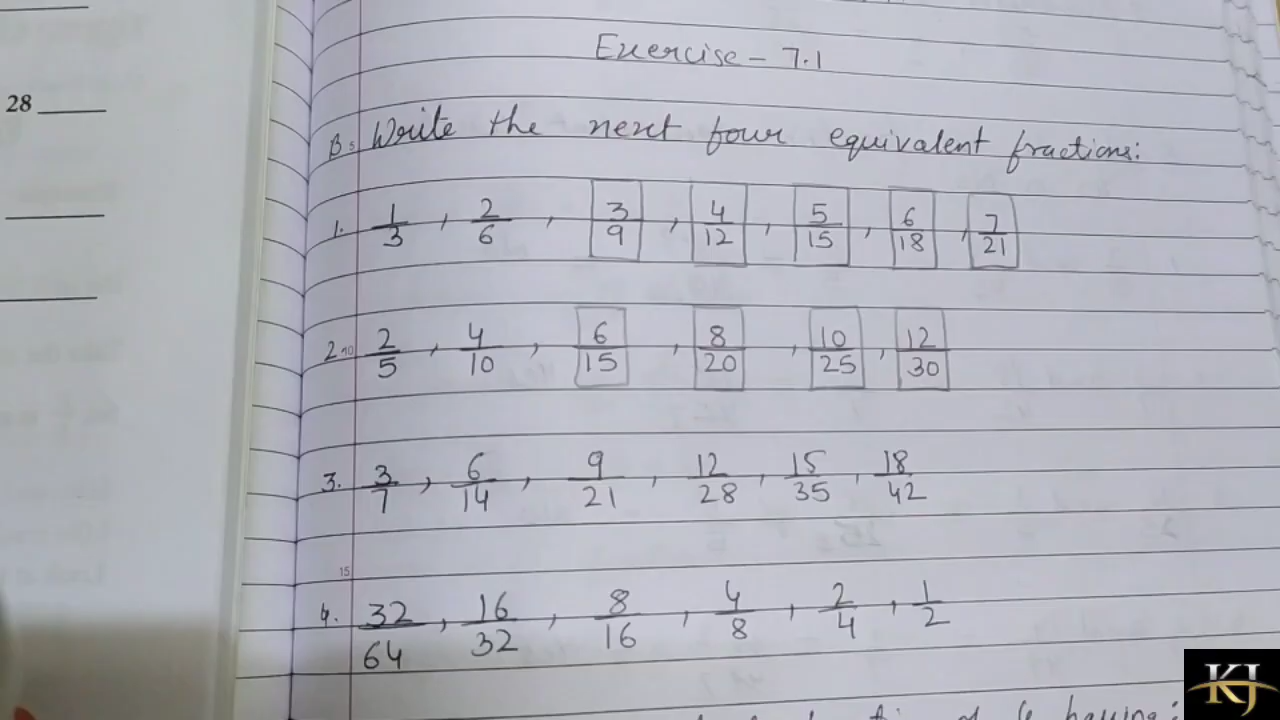 28
Exercise - 7.1
B. Write the next four equivalent fractions:
1. 1/3, 2/6, 3/9, 4/12, 5/15, 6/18, 7/21
2. 2/5, 4/10, 6/15, 8/20, 10/25, 12/30
3. 3/7, 6/14, 9/21, 12/28, 15/35, 18/42
15
4. 32/64, 16/32, 8/16, 4/8, 2/4, 1/2
of 6 having:
KJ